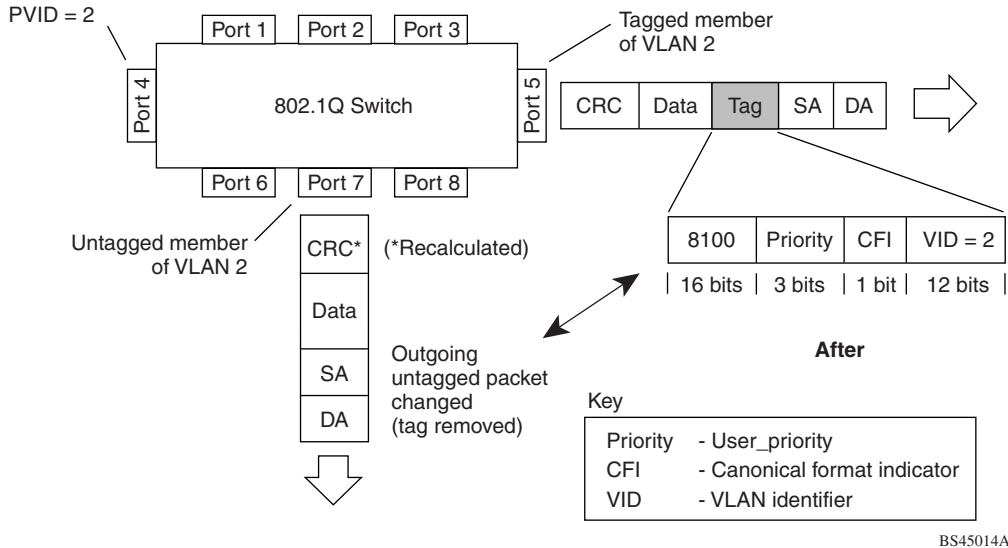 PVID = 2
Port 1
Port 2
Port 3
Tagged member
of VLAN 2
Port 4
802.1Q Switch
Port 5
CRC
Data
Tag
SA
DA
Port 6
Port 7
Port 8
Untagged member
of VLAN 2
CRC*
(*Recalculated)
8100
Priority
CFI
VID = 2
16 bits
3 bits
1 bit
12 bits
Data
After
SA
DA
Outgoing
untagged packet
changed
(tag removed)
Key
Priority - User_priority
CFI - Canonical format indicator
VID - VLAN identifier
BS45014A